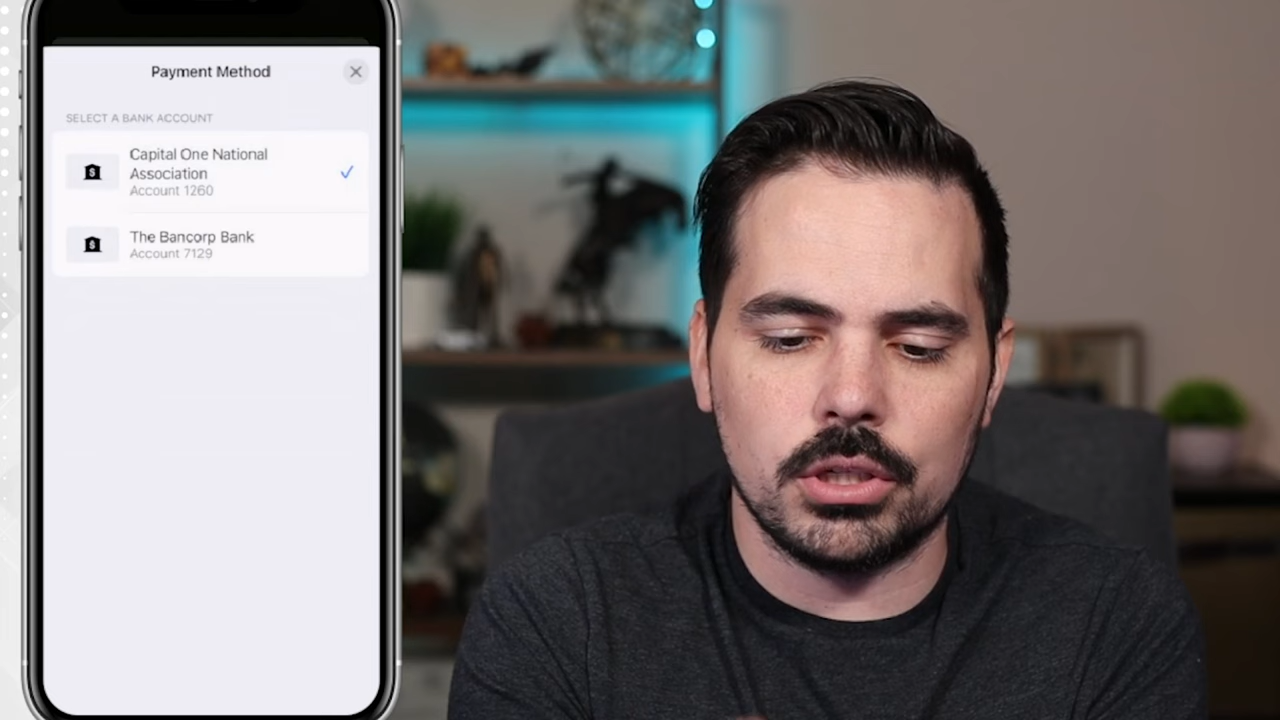 Payment Method
SELECT A BANK ACCOUNT
Capital One National
Association
Account 1260
The Bancorp Bank
Account 7129